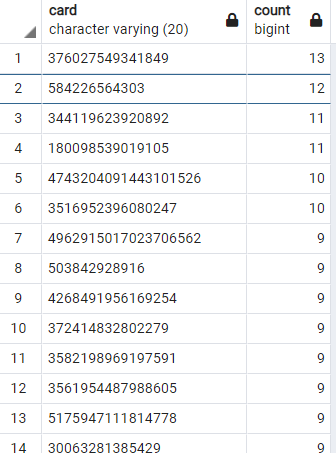 card count
character varying (20) bigint
1 376027549341849 13
2 584226564303 12
3 344119623920892 11
4 180098539019105 11
5 4743204091443101526 10
6 3516952396080247 10
7 4962915017023706562 9
8 503842928916 9
9 4268491956169254 9
10 372414832802279 9
11 3582198969197591 9
12 3561954487988605 9
13 5175947111814778 9
14 30063281385429 9